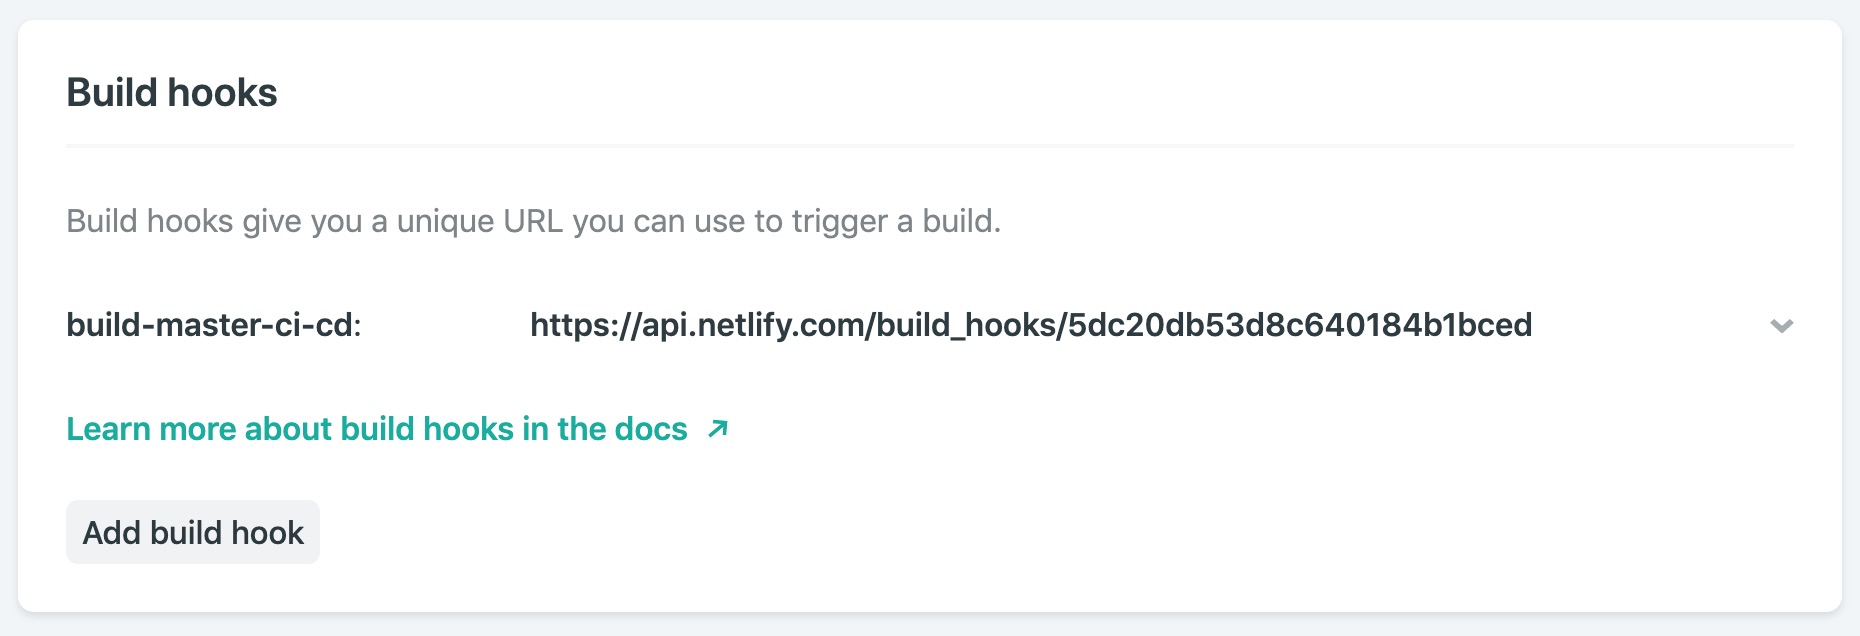 Build hooks
Build hooks give you a unique URL you can use to trigger a build.
build-master-ci-cd: https://api.netlify.com/build_hooks/5dc20db53d8c640184b1bced
Learn more about build hooks in the docs
Add build hook